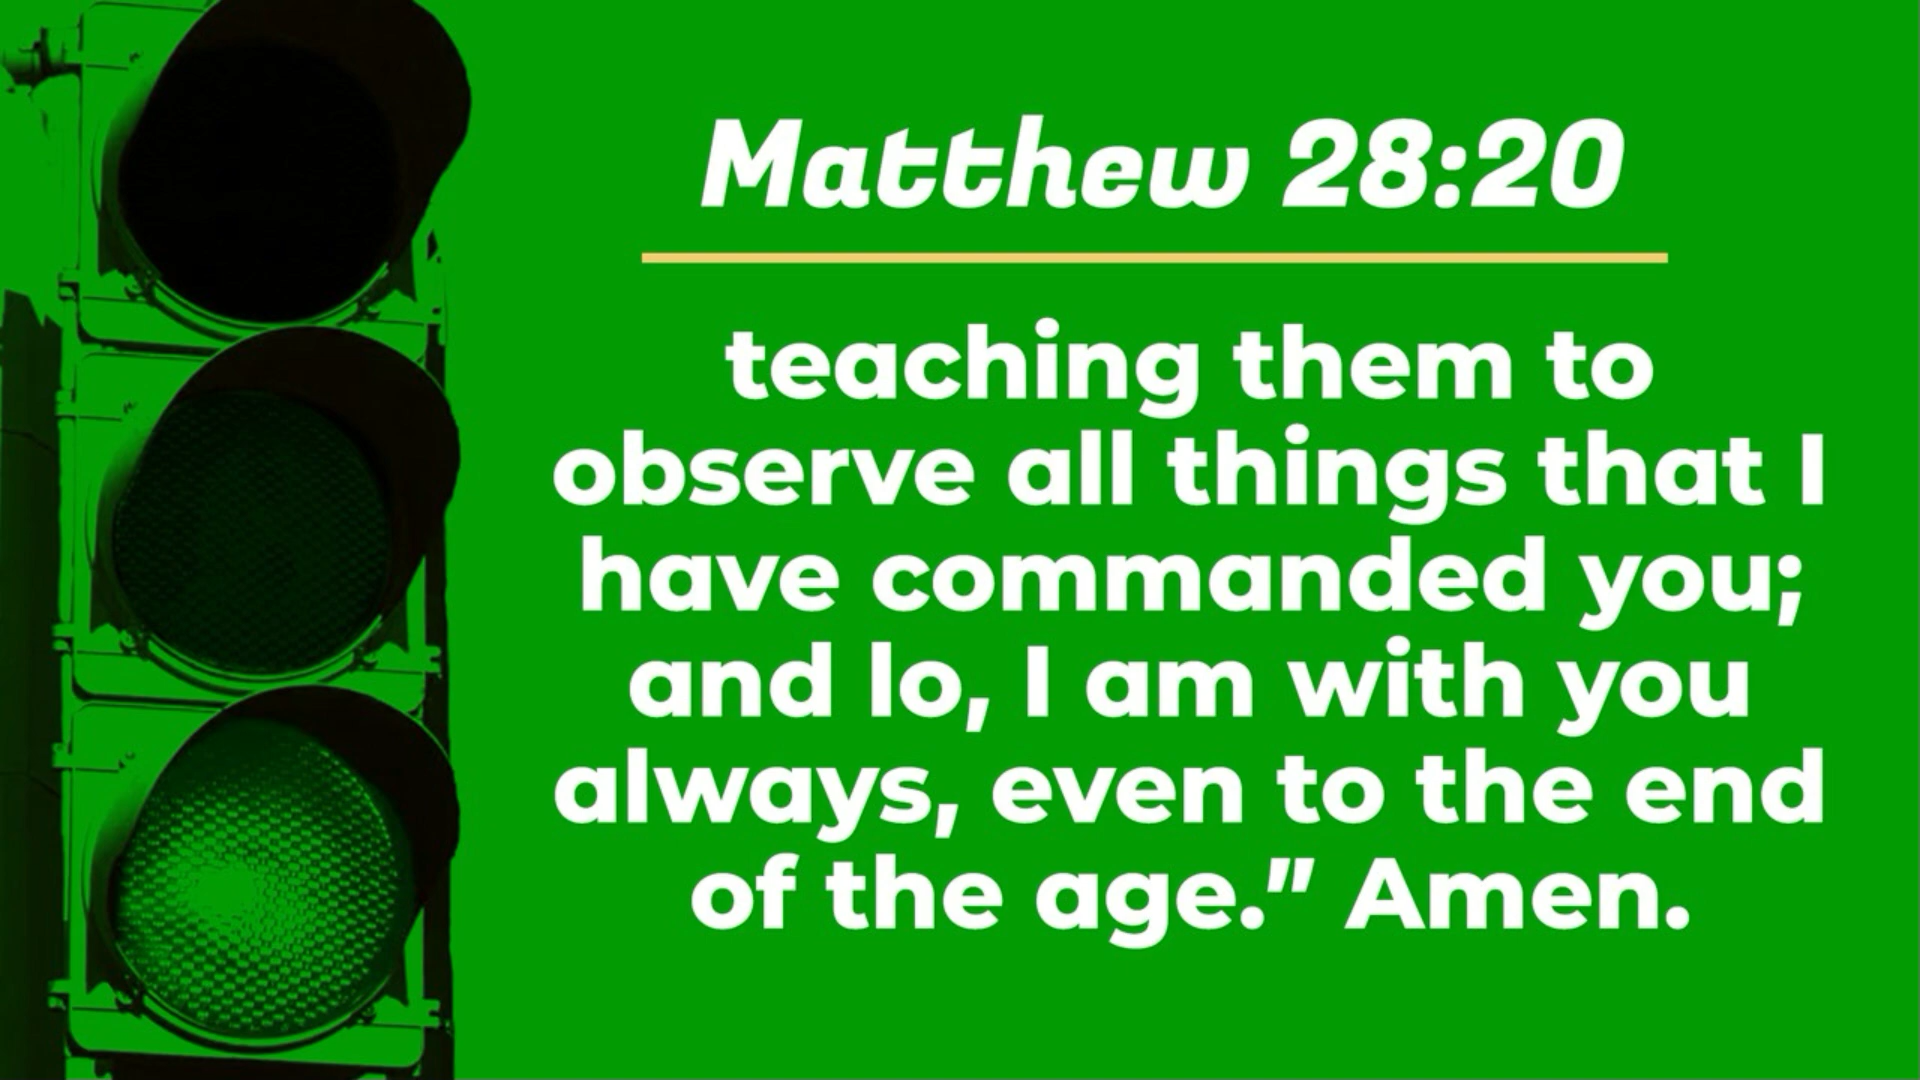 Matthew 28:20
teaching them to
observe all things that I
have commanded you;
and lo, I am with you
always, even to the end
of the age.” Amen.